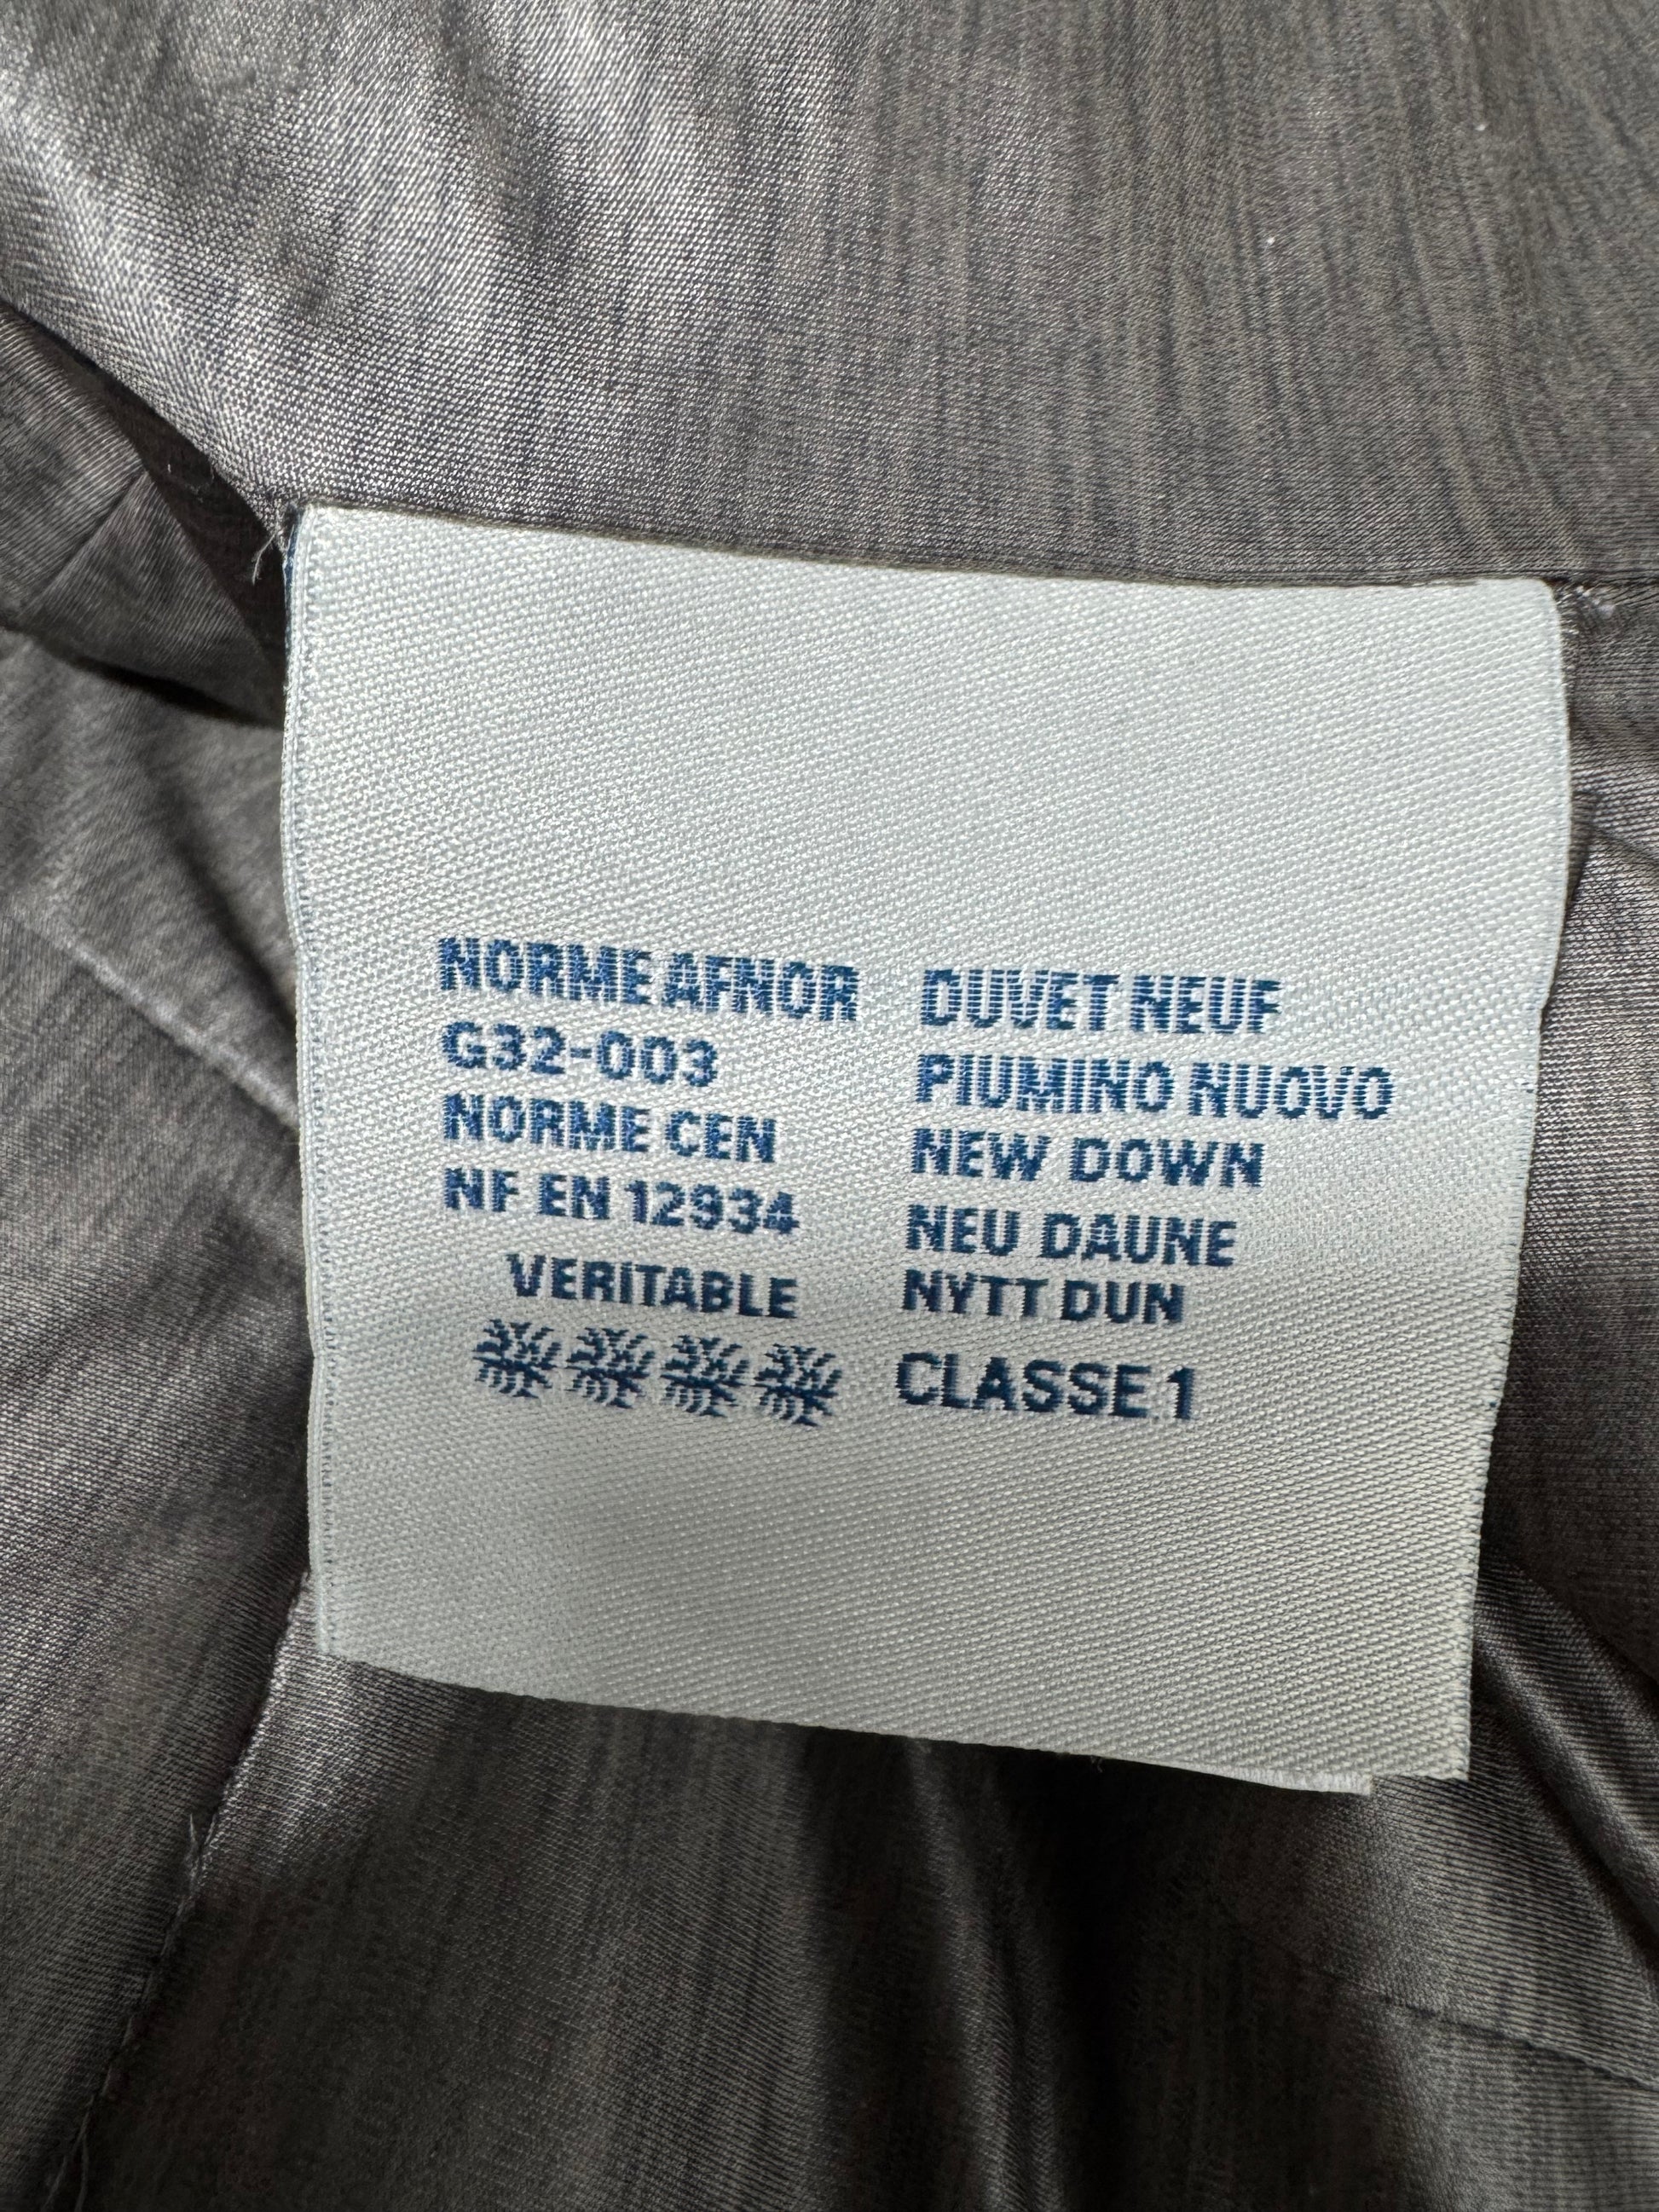 NORME AFNOR
G32-003
NORME CEN
NF EN 12934
VERITABLE
DUVET NEUF
PIUMINO NUOVO
NEW DOWN
NEU DAUNE
NYTT DUN
CLASSE 1